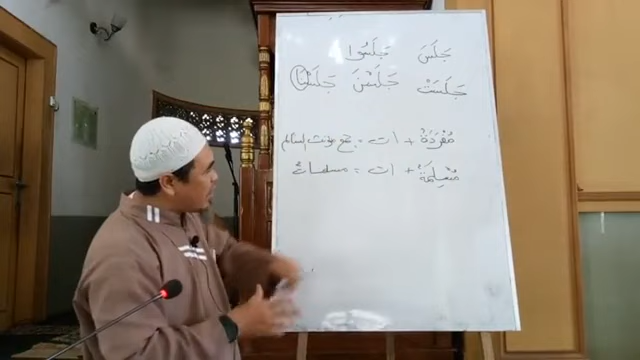 جَلَسَ جَلَسُوا
جَلَسَتْ جَلَسْنَ جَلَسْنَا
مُفْرَدَةٌ + ات = جمع مؤنث السالم
مُسْلِمَةٌ + ات = مسلمات